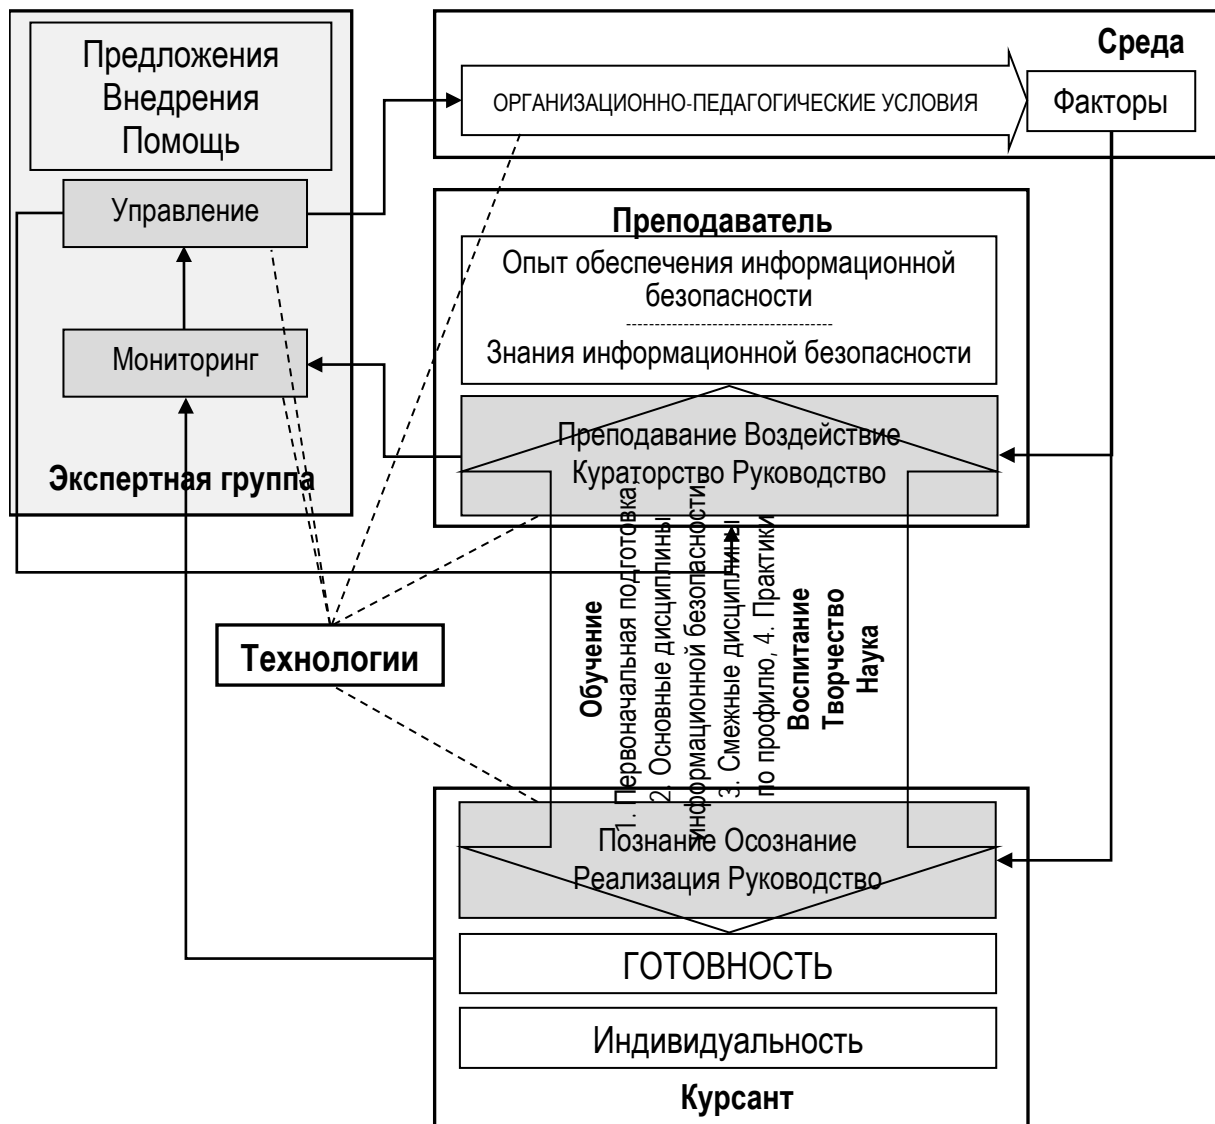 Предложения
Внедрения
Помощь
Управление
Мониторинг
Экспертная группа
Среда
ОРГАНИЗАЦИОННО-ПЕДАГОГИЧЕСКИЕ УСЛОВИЯ
Факторы
Преподаватель
Опыт обеспечения информационной
безопасности
-------------------------------------
Знания информационной безопасности
Преподавание Воздействие
Кураторство Руководство
Технологии
Обучение
1. Первоначальная подготовка,
2. Основные дисциплины
информационной безопасности,
3. Смежные дисциплины
по профилю, 4. Практики
Воспитание
Творчество
Наука
Познание Осознание
Реализация Руководство
ГОТОВНОСТЬ
Индивидуальность
Курсант